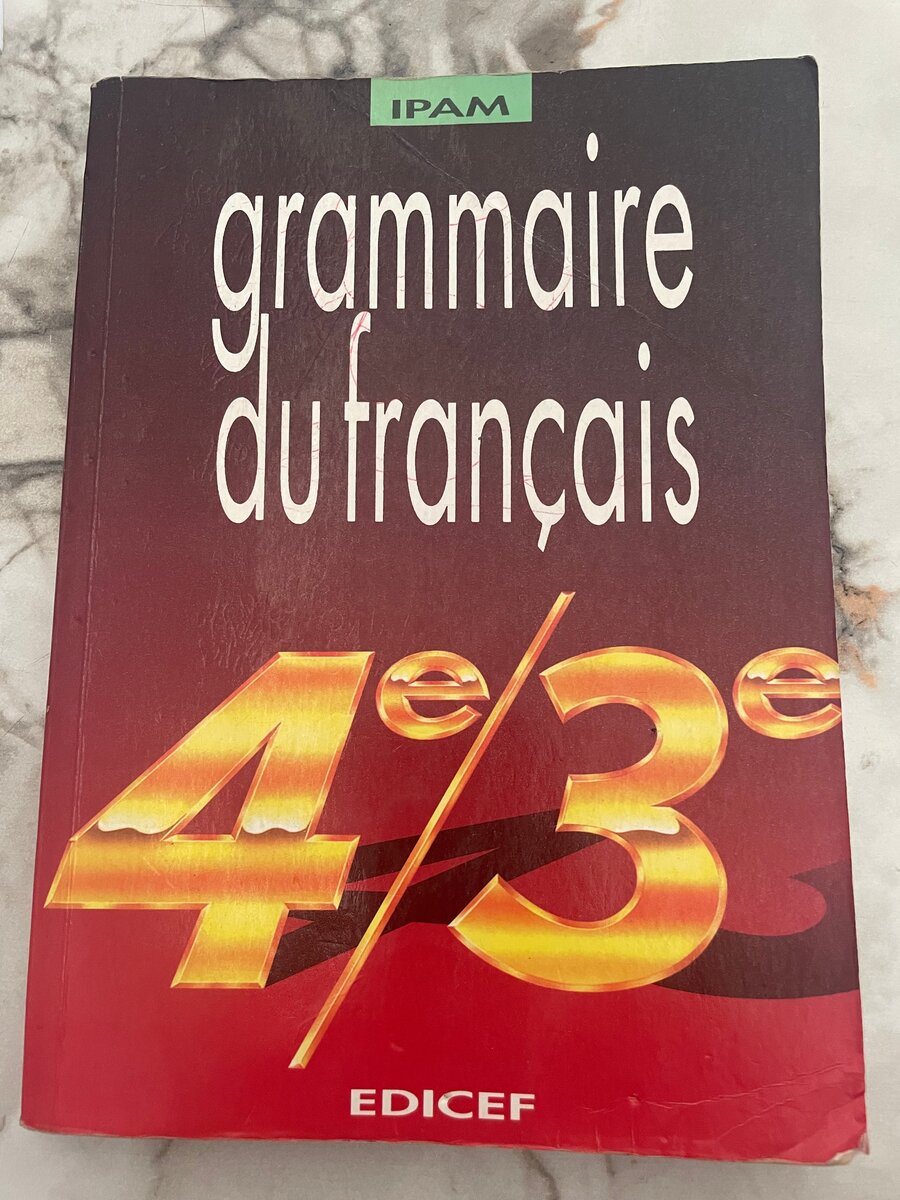 IPAM
grammaire
du français
4e/3e
EDICEF